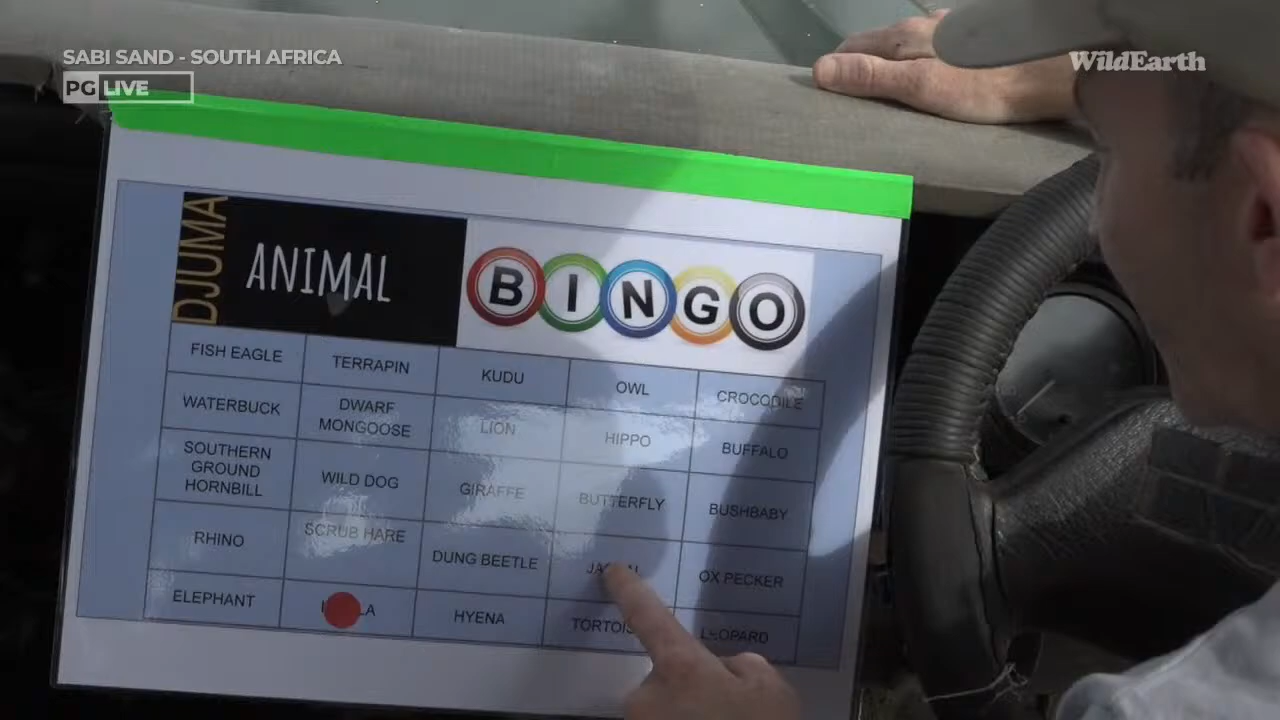 SABI SAND - SOUTH AFRICA
PG LIVE
WildEarth
DJUMA
ANIMAL
BINGO
FISH EAGLE
TERRAPIN
KUDU
OWL
CROCODILE
WATERBUCK
DWARF
MONGOOSE
LION
HIPPO
BUFFALO
SOUTHERN
GROUND
HORNBILL
WILD DOG
GIRAFFE
BUTTERFLY
BUSHBABY
RHINO
SCRUB HARE
DUNG BEETLE
OX PECKER
ELEPHANT
HYENA
LEOPARD